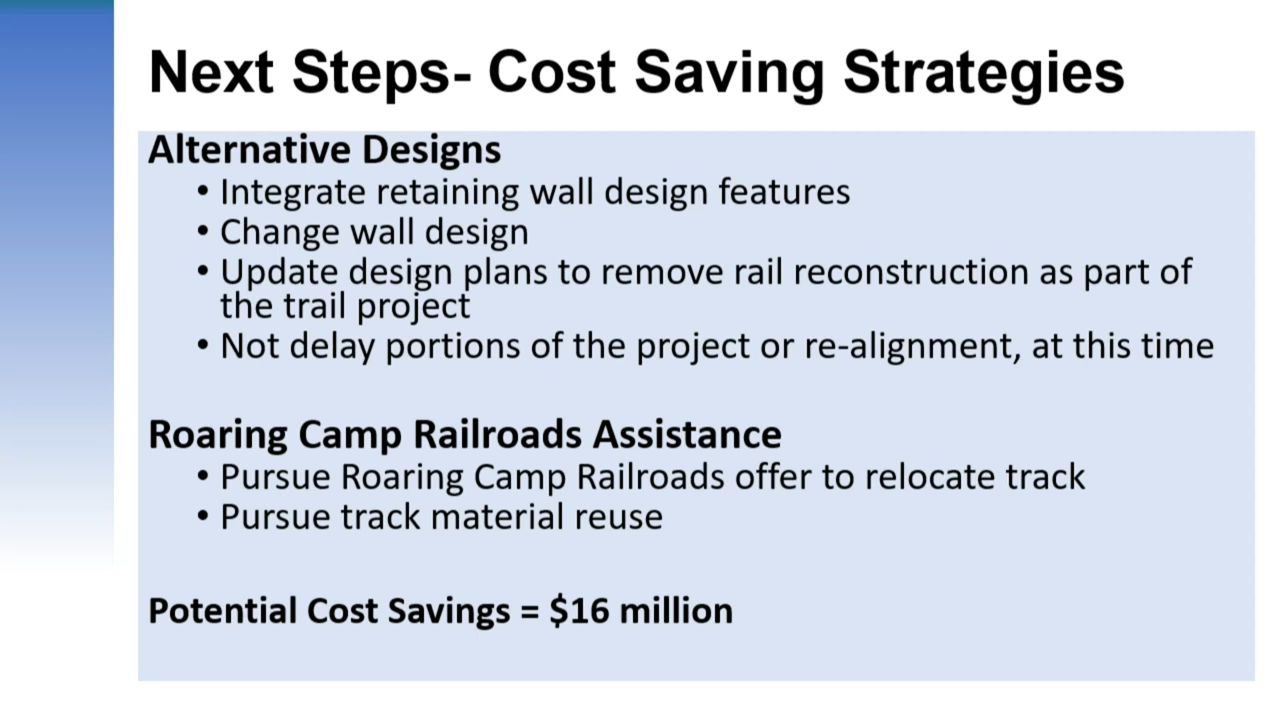 Next Steps- Cost Saving Strategies
Alternative Designs
• Integrate retaining wall design features
• Change wall design
• Update design plans to remove rail reconstruction as part of
the trail project
• Not delay portions of the project or re-alignment, at this time
Roaring Camp Railroads Assistance
• Pursue Roaring Camp Railroads offer to relocate track
• Pursue track material reuse
Potential Cost Savings = $16 million